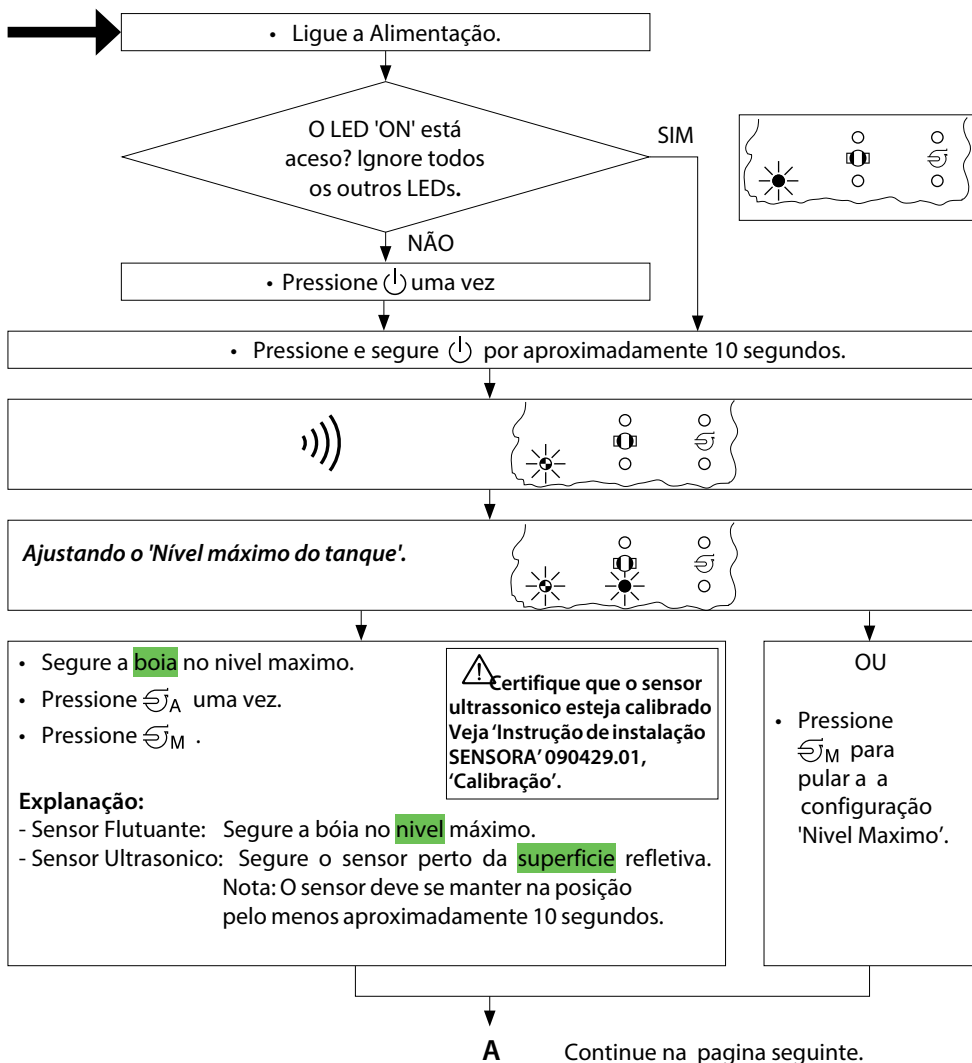 • Ligue a Alimentação.
O LED 'ON' está
aceso? Ignore todos
os outros LEDs.
SIM
NÃO
• Pressione uma vez
• Pressione e segure por aproximadamente 10 segundos.
Ajustando o 'Nível máximo do tanque'.
• Segure a boia no nivel maximo.
• Pressione A uma vez.
• Pressione M .
Certifique que o sensor
ultrassonico esteja calibrado
Veja ‘Instrução de instalação
SENSORA’ 090429.01,
‘Calibração’.
Explanação:
- Sensor Flutuante: Segure a bóia no nivel máximo.
- Sensor Ultrasonico: Segure o sensor perto da superficie refletiva.
Nota: O sensor deve se manter na posição
pelo menos aproximadamente 10 segundos.
OU
• Pressione
M para
pular a a
configuração
'Nivel Maximo’.
A Continue na pagina seguinte.